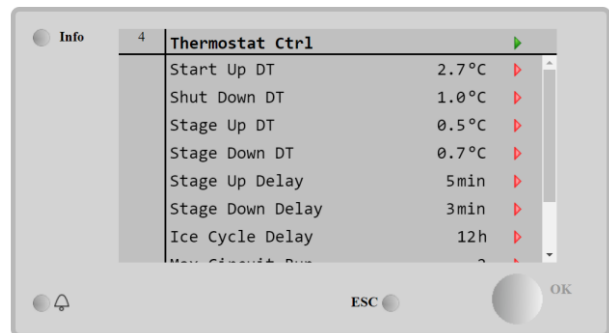 Info
4 Thermostat Ctrl
Start Up DT 2.7°C
Shut Down DT 1.0°C
Stage Up DT 0.5°C
Stage Down DT 0.7°C
Stage Up Delay 5min
Stage Down Delay 3min
Ice Cycle Delay 12h
ESC
OK